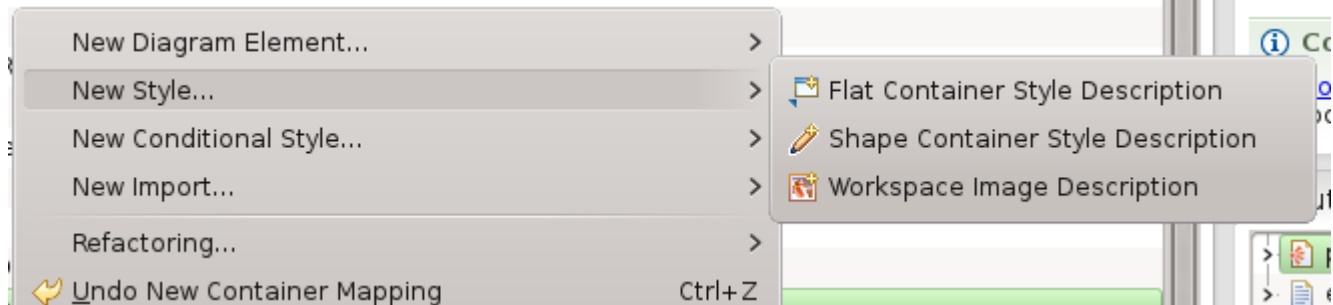 New Diagram Element...
New Style...
New Conditional Style...
New Import...
Refactoring...
Undo New Container Mapping Ctrl+Z
Flat Container Style Description
Shape Container Style Description
Workspace Image Description